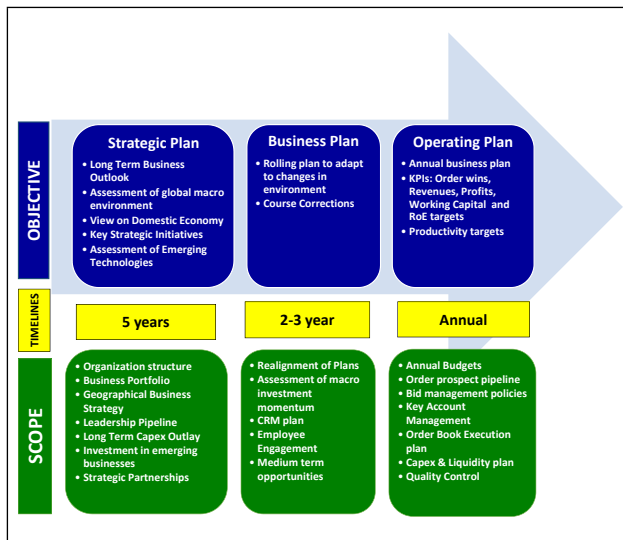 OBJECTIVE
Strategic Plan
• Long Term Business
Outlook
• Assessment of global macro
environment
• View on Domestic Economy
• Key Strategic Initiatives
• Assessment of Emerging
Technologies
Business Plan
• Rolling plan to adapt
to changes in
environment
• Course Corrections
Operating Plan
• Annual business plan
• KPIs: Order wins,
Revenues, Profits,
Working Capital and
RoE targets
• Productivity targets
TIMELINES
5 years
2-3 year
Annual
SCOPE
• Organization structure
• Business Portfolio
• Geographical Business
Strategy
• Leadership Pipeline
• Long Term Capex Outlay
• Investment in emerging
businesses
• Strategic Partnerships
• Realignment of Plans
• Assessment of macro
investment
momentum
• CRM plan
• Employee
Engagement
• Medium term
opportunities
• Annual Budgets
• Order prospect pipeline
• Bid management policies
• Key Account
Management
• Order Book Execution
plan
• Capex & Liquidity plan
• Quality Control